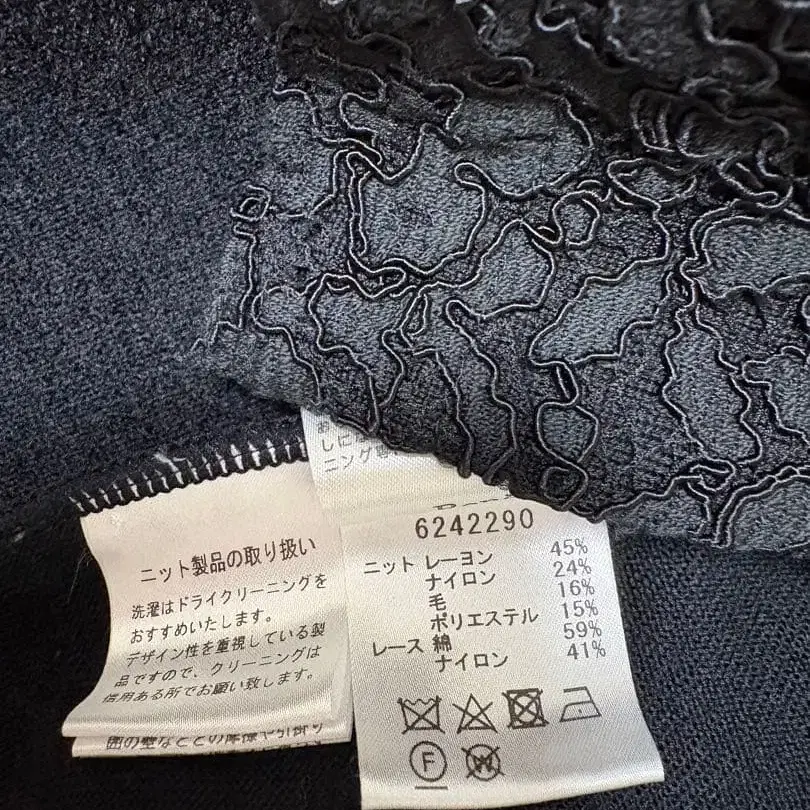 ニット製品の取り扱い
洗濯はドライクリーニングを
おすすめいたします。
デザイン性を重視している製
品ですので、クリーニングは
信用ある所でお願い致します。
6242290
ニット レーヨン 45%
ナイロン 24%
毛 16%
ポリエステル 15%
レース 綿 59%
ナイロン 41%
F
W